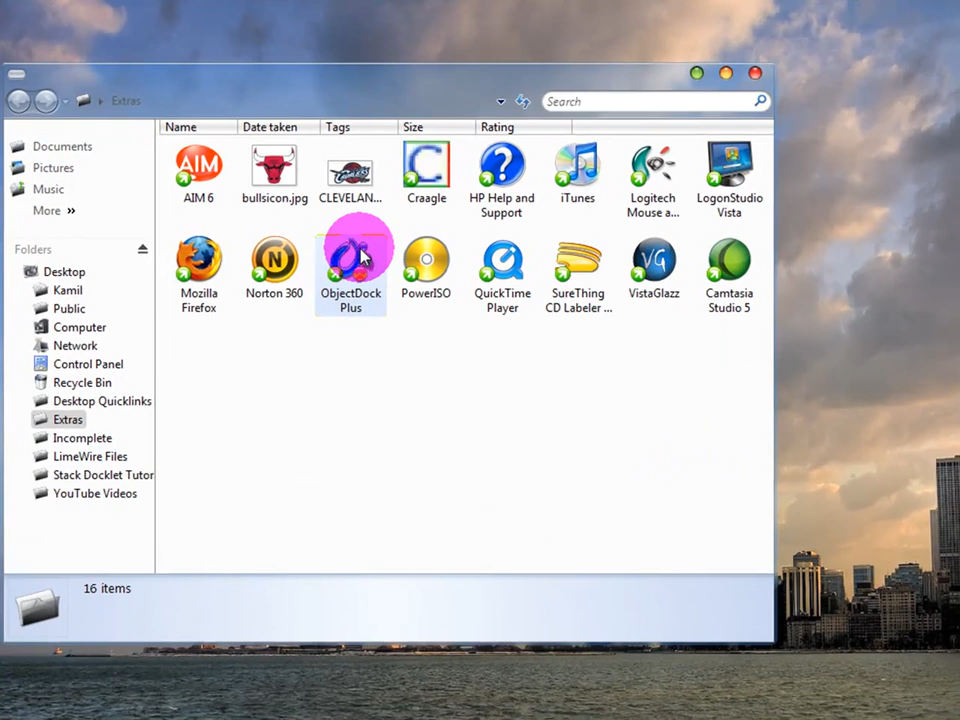 Extras
Search
Documents
Pictures
Music
More »
Folders
Desktop
Kamil
Public
Computer
Network
Control Panel
Recycle Bin
Desktop Quicklinks
Extras
Incomplete
LimeWire Files
Stack Docklet Tutor
YouTube Videos
Name Date taken Tags Size Rating
AIM
AIM 6
bullsicon.jpg
CLEVELAN...
C
Craagle
?
HP Help and
Support
iTunes
Logitech
Mouse a...
LogonStudio
Vista
Mozilla
Firefox
N
Norton 360
ObjectDock
Plus
PowerISO
QuickTime
Player
SureThing
CD Labeler ...
VG
VistaGlazz
Camtasia
Studio 5
16 items